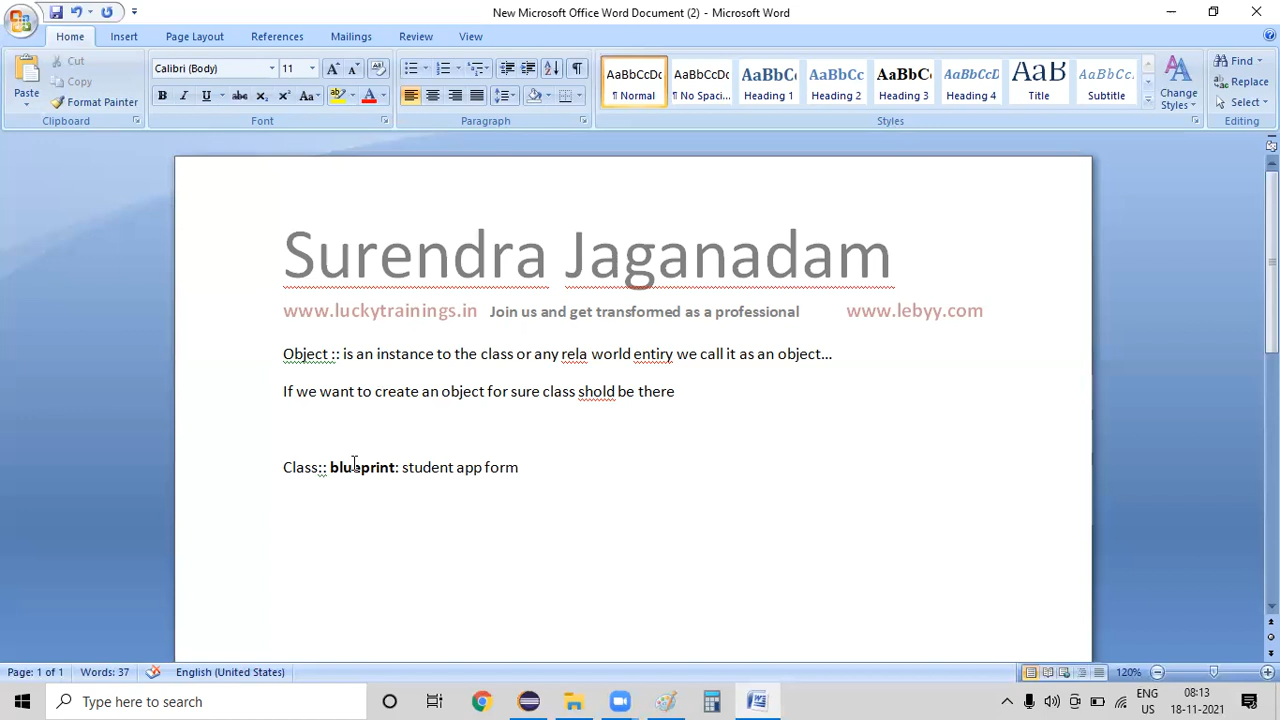 New Microsoft Office Word Document (2) - Microsoft Word
Home Insert Page Layout References Mailings Review View
Paste
Cut
Copy
Format Painter
Clipboard
Calibri (Body) 11
Font
Paragraph
AaBbCcDc AaBbCcDc AaBbC AaBbCc AaBbCc AaBbCcD AaB AaBbCc
¶ Normal ¶ No Spaci... Heading 1 Heading 2 Heading 3 Heading 4 Title Subtitle
Change Styles
Styles
Find
Replace
Select
Editing
Surendra Jaganadam
www.luckytrainings.in Join us and get transformed as a professional www.lebyy.com
Object :: is an instance to the class or any rela world entiry we call it as an object...
If we want to create an object for sure class shold be there
Class:: blueprint: student app form
Page: 1 of 1 Words: 37 English (United States) 120%
Type here to search
ENG
US
08:13
18-11-2021